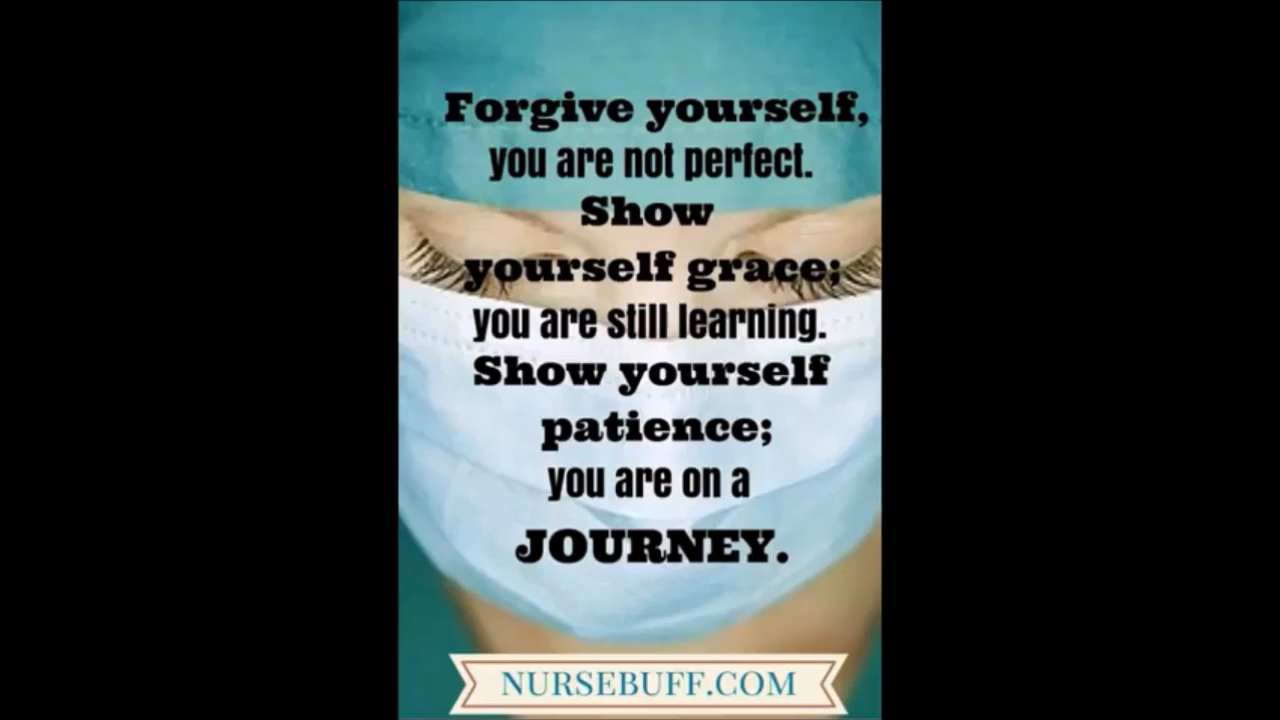 Forgive yourself,
you are not perfect.
Show
yourself grace;
you are still learning.
Show yourself
patience;
you are on a
JOURNEY.
NURSEBUFF.COM